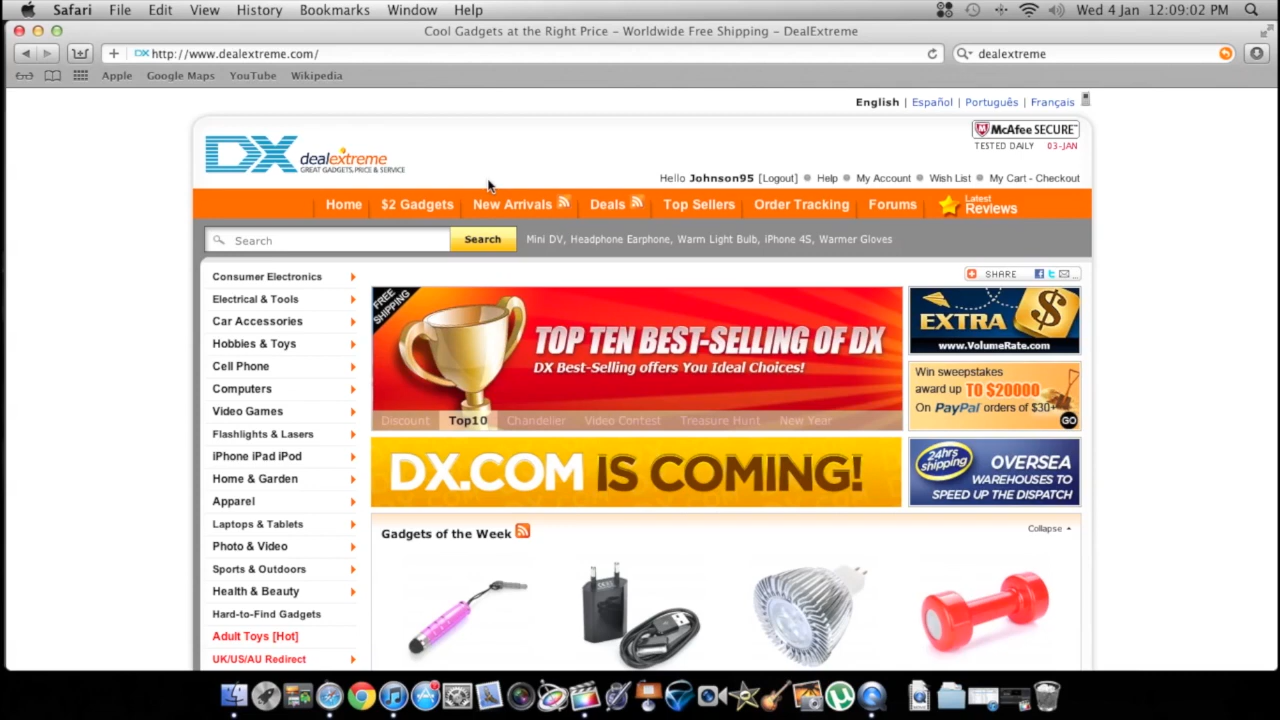 Safari File Edit View History Bookmarks Window Help Wed 4 Jan 12:09:02 PM
Cool Gadgets at the Right Price – Worldwide Free Shipping – DealExtreme
DX http://www.dealextreme.com/ dealextreme
Apple Google Maps YouTube Wikipedia
English | Español | Português | Français
McAfee SECURE
TESTED DAILY 03-JAN
DX dealextreme
GREAT GADGETS, PRICE & SERVICE
Hello Johnson95 [Logout] Help My Account Wish List My Cart - Checkout
Home $2 Gadgets New Arrivals Deals Top Sellers Order Tracking Forums Latest Reviews
Search Search Mini DV, Headphone Earphone, Warm Light Bulb, iPhone 4S, Warmer Gloves
SHARE
Consumer Electronics
Electrical & Tools
Car Accessories
Hobbies & Toys
Cell Phone
Computers
Video Games
Flashlights & Lasers
iPhone iPad iPod
Home & Garden
Apparel
Laptops & Tablets
Photo & Video
Sports & Outdoors
Health & Beauty
Hard-to-Find Gadgets
Adult Toys [Hot]
UK/US/AU Redirect
FREE SHIPPING
TOP TEN BEST-SELLING OF DX
DX Best-Selling offers You Ideal Choices!
Discount Top10 Chandelier Video Contest Treasure Hunt New Year
EXTRA $
www.VolumeRate.com
Win sweepstakes
award up TO $20000
On PayPal orders of $30+
GO
DX.COM IS COMING!
24hrs shipping
OVERSEA
WAREHOUSES TO
SPEED UP THE DISPATCH
Gadgets of the Week
Collapse